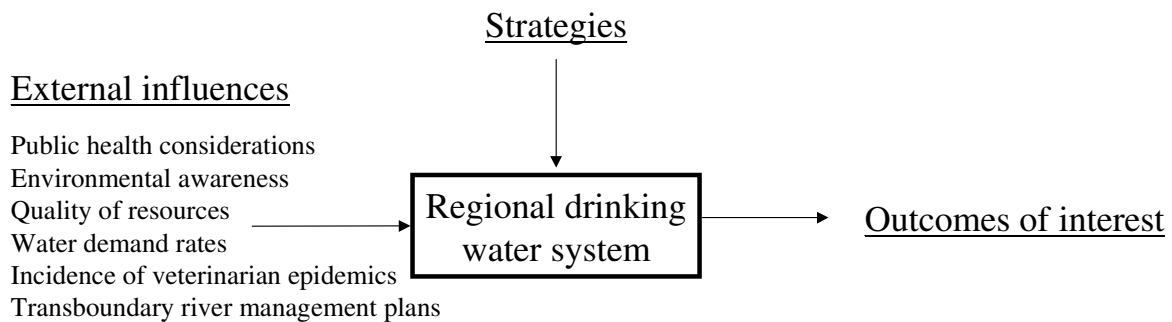 Strategies
External influences
Public health considerations
Environmental awareness
Quality of resources
Water demand rates
Incidence of veterinarian epidemics
Transboundary river management plans
Regional drinking
water system
Outcomes of interest